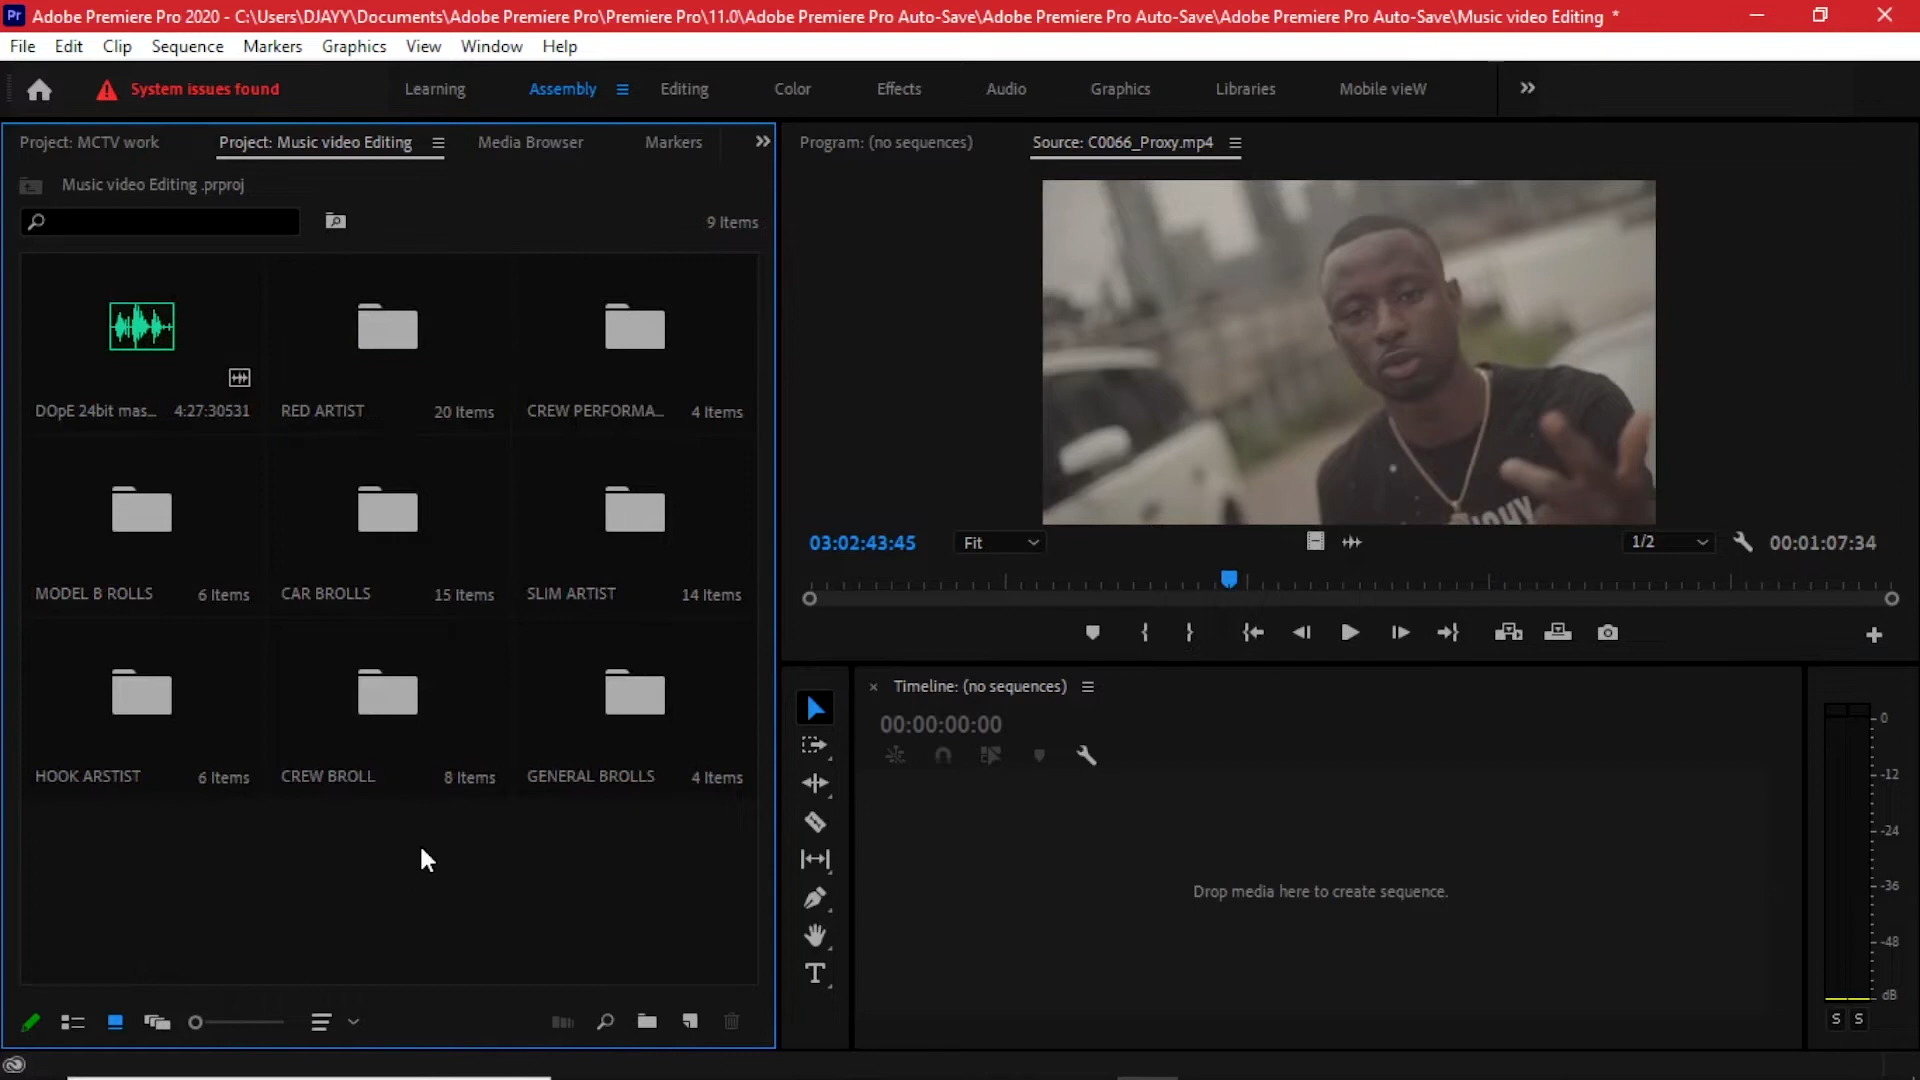 Pr Adobe Premiere Pro 2020 - C:\Users\DJAYY\Documents\Adobe Premiere Pro\Premiere Pro\11.0\Adobe Premiere Pro Auto-Save\Adobe Premiere Pro Auto-Save\Adobe Premiere Pro Auto-Save\Music video Editing *
File Edit Clip Sequence Markers Graphics View Window Help
System issues found Learning Assembly Editing Color Effects Audio Graphics Libraries Mobile vieW
Project: MCTV work Project: Music video Editing Media Browser Markers
Music video Editing .prproj
9 Items
DOpE 24bit mas... 4:27:30531 RED ARTIST 20 Items CREW PERFORMA... 4 Items
MODEL B ROLLS 6 Items CAR BROLLS 15 Items SLIM ARTIST 14 Items
HOOK ARSTIST 6 Items CREW BROLL 8 Items GENERAL BROLLS 4 Items
Program: (no sequences) Source: C0066_Proxy.mp4
03:02:43:45 Fit 1/2 00:01:07:34
× Timeline: (no sequences)
00:00:00:00
Drop media here to create sequence.
0
-12
-24
-36
-48
dB
S S